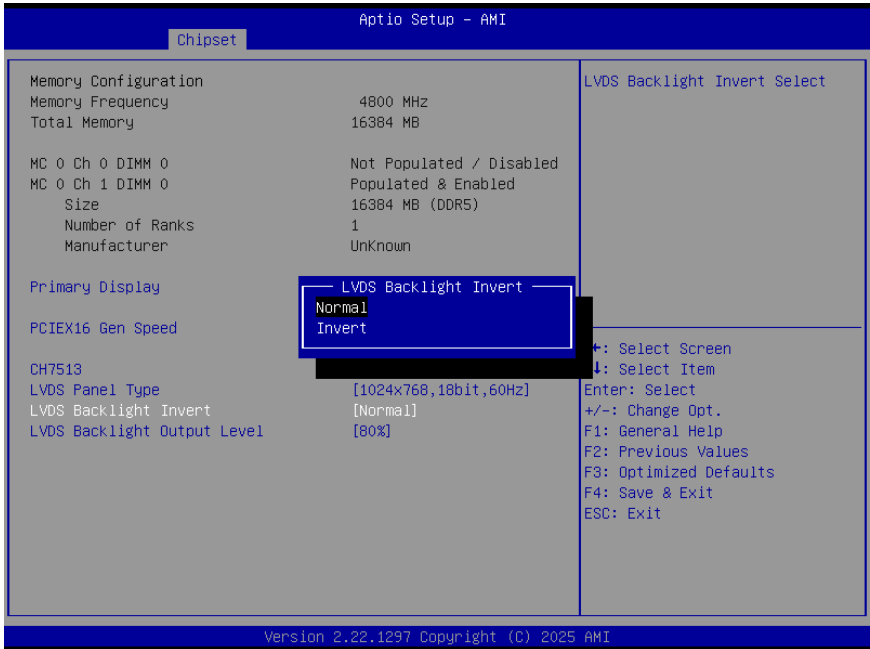 Aptio Setup – AMI
Chipset
Memory Configuration
Memory Frequency 4800 MHz
Total Memory 16384 MB
MC 0 Ch 0 DIMM 0 Not Populated / Disabled
MC 0 Ch 1 DIMM 0 Populated & Enabled
Size 16384 MB (DDR5)
Number of Ranks 1
Manufacturer UnKnown
Primary Display
PCIEX16 Gen Speed
CH7513
LVDS Panel Type [1024x768,18bit,60Hz]
LVDS Backlight Invert [Normal]
LVDS Backlight Output Level [80%]
LVDS Backlight Invert
Normal
Invert
LVDS Backlight Invert Select
: Select Screen
: Select Item
Enter: Select
+/-: Change Opt.
F1: General Help
F2: Previous Values
F3: Optimized Defaults
F4: Save & Exit
ESC: Exit
Version 2.22.1297 Copyright (C) 2025 AMI